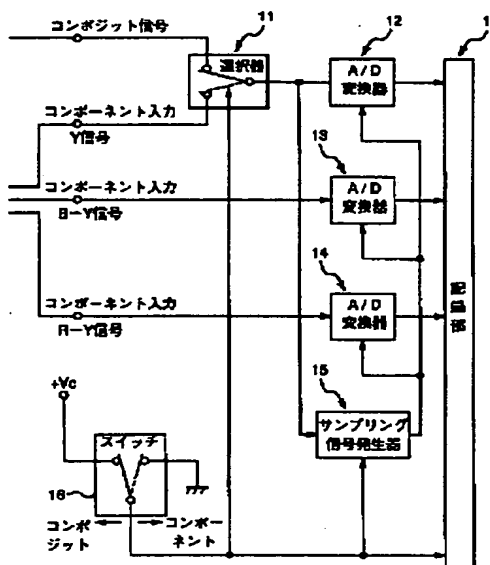 コンポジット信号
11
選択器
12
A/D
変換器
1
コンポーネント入力
Y信号
13
A/D
変換器
コンポーネント入力
B-Y信号
14
A/D
変換器
コンポーネント入力
R-Y信号
記憶部
15
サンプリング
信号発生器
+Vc
スイッチ
16
コンポ
ジット
コンポ
ーネント